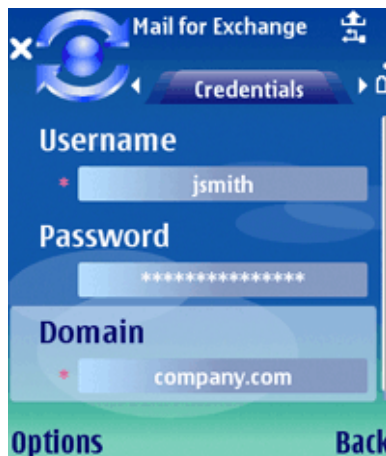 Mail for Exchange
Credentials
Username
* jsmith
Password
***************
Domain
* company.com
Options Back